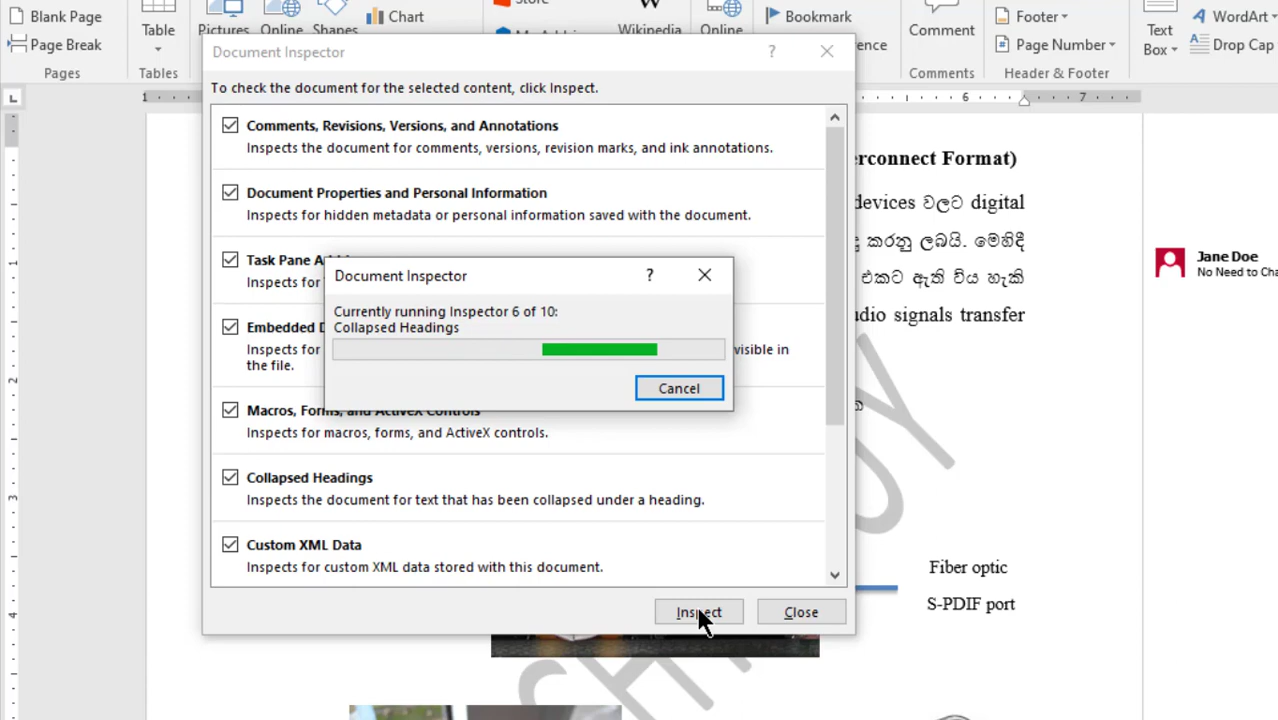 Blank Page
Page Break
Pages
Table
Tables
Pictures
Online
Shapes
Chart
Store
Wikipedia
Online
Bookmark
Comment
Comments
Footer
Page Number
Header & Footer
Text
Box
WordArt
Drop Cap
Document Inspector
To check the document for the selected content, click Inspect.
Comments, Revisions, Versions, and Annotations
Inspects the document for comments, versions, revision marks, and ink annotations.
Document Properties and Personal Information
Inspects for hidden metadata or personal information saved with the document.
Task Pane
Inspects for
Embedded
Inspects for
visible in
the file.
Document Inspector
Currently running Inspector 6 of 10:
Collapsed Headings
Cancel
Macros, Forms, and ActiveX Controls
Inspects for macros, forms, and ActiveX controls.
Collapsed Headings
Inspects the document for text that has been collapsed under a heading.
Custom XML Data
Inspects for custom XML data stored with this document.
Inspect
Close
1
6
7
1
2
3
4
Format)
devices වලට digital
කරනු ලබයි. මෙහිදී
එකට ඇති විය හැකි
signals transfer
Fiber optic
S-PDIF port
Jane Doe
No Need to